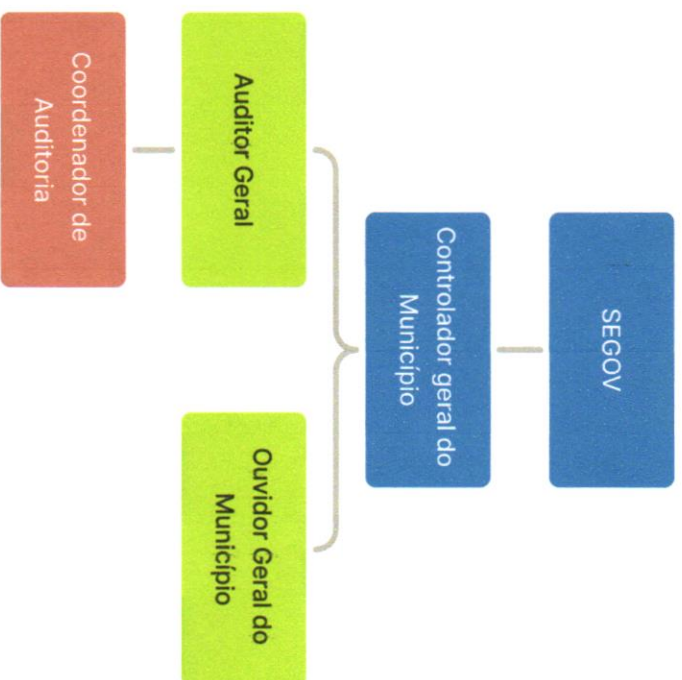 SEGOV
Controlador geral do
Município
Auditor Geral
Ouvidor Geral do
Município
Coordenador de
Auditoria